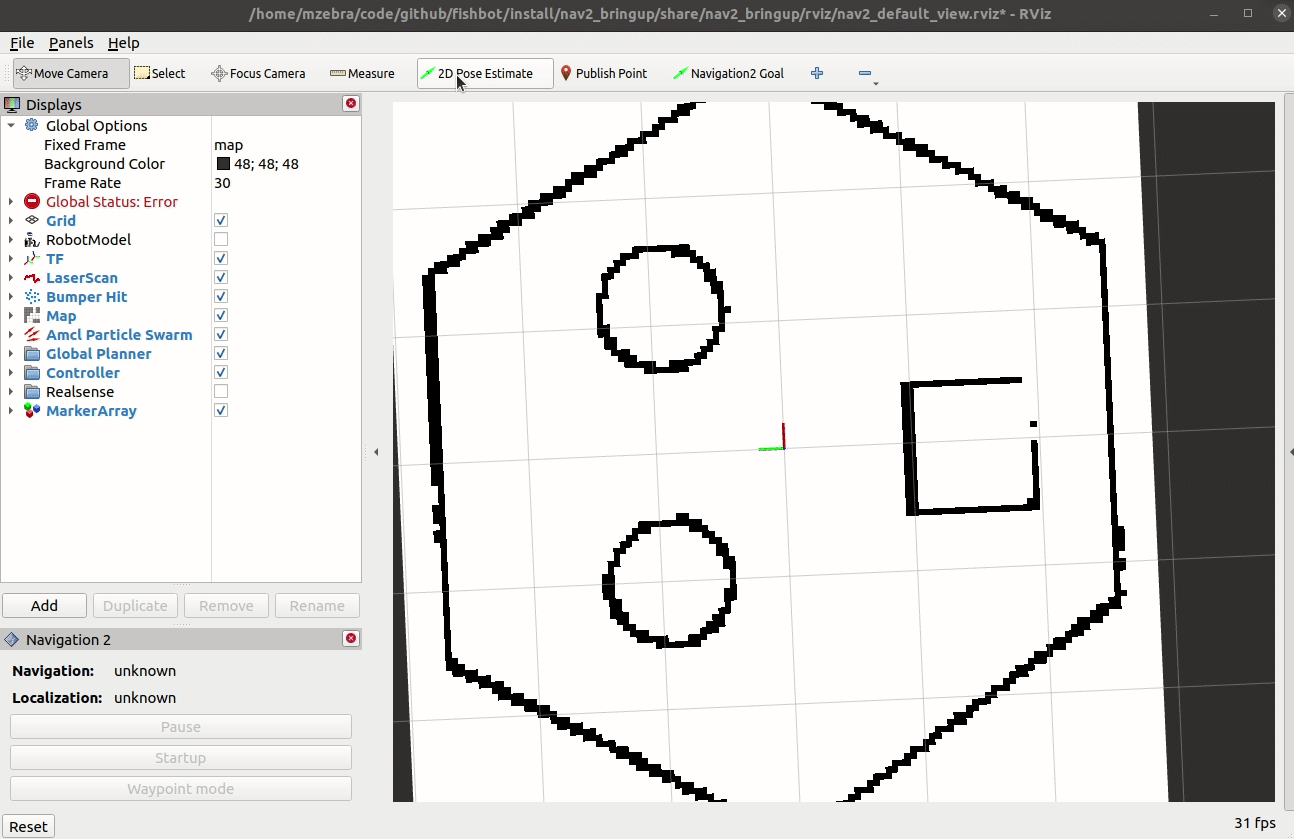 /home/mzebra/code/github/fishbot/install/nav2_bringup/share/nav2_bringup/rviz/nav2_default_view.rviz* - RViz
File Panels Help
Move Camera Select Focus Camera Measure 2D Pose Estimate Publish Point Navigation2 Goal
Displays
Global Options
Fixed Frame map
Background Color 48; 48; 48
Frame Rate 30
Global Status: Error
Grid
RobotModel
TF
LaserScan
Bumper Hit
Map
Amcl Particle Swarm
Global Planner
Controller
Realsense
MarkerArray
Add Duplicate Remove Rename
Navigation 2
Navigation: unknown
Localization: unknown
Pause
Startup
Waypoint mode
Reset 31 fps